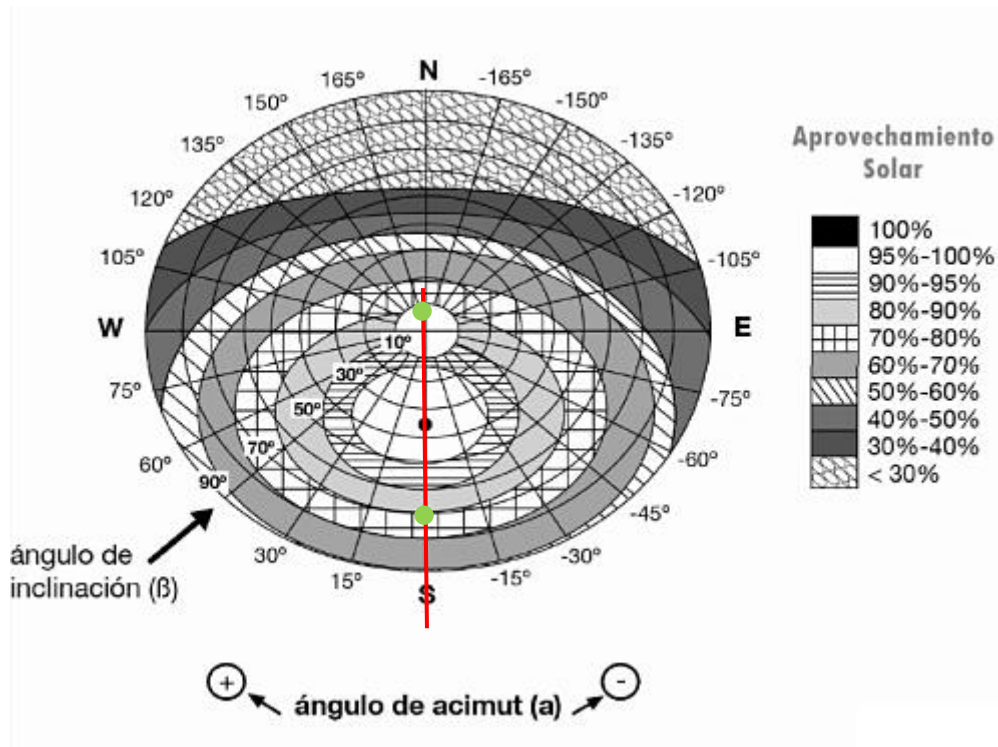 N
165º
-165º
150º
-150º
135º
-135º
120º
-120º
105º
-105º
W
E
75º
-75º
60º
-60º
-45º
30º
-30º
15º
-15º
S
10º
30º
50º
70º
90º
ángulo de
inclinación (ß)
Aprovechamiento
Solar
100%
95%-100%
90%-95%
80%-90%
70%-80%
60%-70%
50%-60%
40%-50%
30%-40%
< 30%
+ ángulo de acimut (a) -